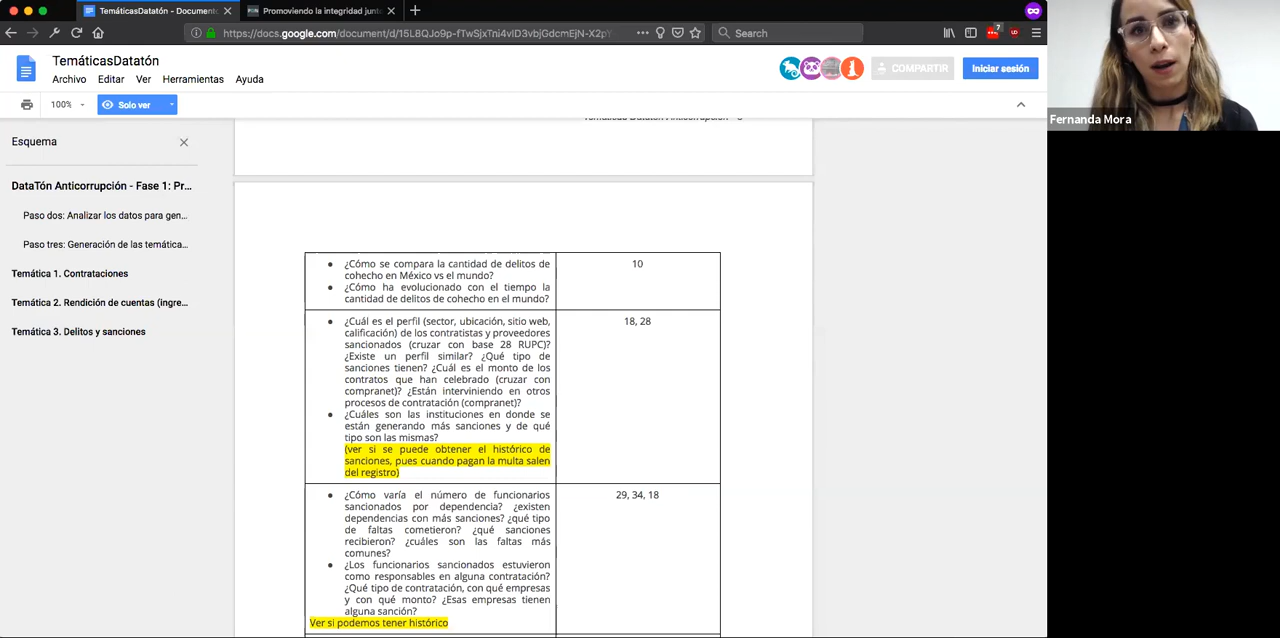 TemáticasDatatón - Documento
Promoviendo la integridad junt
https://docs.google.com/document/d/15L8QJo9p-fTwSjxTni4vID3vbjGdcmEjN-X2pY
Search
7
TemáticasDatatón
Archivo Editar Ver Herramientas Ayuda
COMPARTIR
Iniciar sesión
100%
Solo ver
Esquema
DataTón Anticorrupción - Fase 1: Pr...
Paso dos: Analizar los datos para gen...
Paso tres: Generación de las temática...
Temática 1. Contrataciones
Temática 2. Rendición de cuentas (ingre...
Temática 3. Delitos y sanciones
Temáticas Datatón Anticorrupción -
¿Cómo se compara la cantidad de delitos de
cohecho en México vs el mundo?
¿Cómo ha evolucionado con el tiempo la
cantidad de delitos de cohecho en el mundo?
10
¿Cuál es el perfil (sector, ubicación, sitio web,
calificación) de los contratistas y proveedores
sancionados (cruzar con base 28 RUPC)?
¿Existe un perfil similar? ¿Qué tipo de
sanciones tienen? ¿Cuál es el monto de los
contratos que han celebrado (cruzar con
compranet)? ¿Están interviniendo en otros
procesos de contratación (compranet)?
¿Cuáles son las instituciones en donde se
están generando más sanciones y de qué
tipo son las mismas?
(ver si se puede obtener el histórico de
sanciones, pues cuando pagan la multa salen
del registro)
18, 28
¿Cómo varía el número de funcionarios
sancionados por dependencia? ¿existen
dependencias con más sanciones? ¿qué tipo
de faltas cometieron? ¿qué sanciones
recibieron? ¿cuáles son las faltas más
comunes?
¿Los funcionarios sancionados estuvieron
como responsables en alguna contratación?
¿Qué tipo de contratación, con qué empresas
y con qué monto? ¿Esas empresas tienen
alguna sanción?
Ver si podemos tener histórico
29, 34, 18
Fernanda Mora